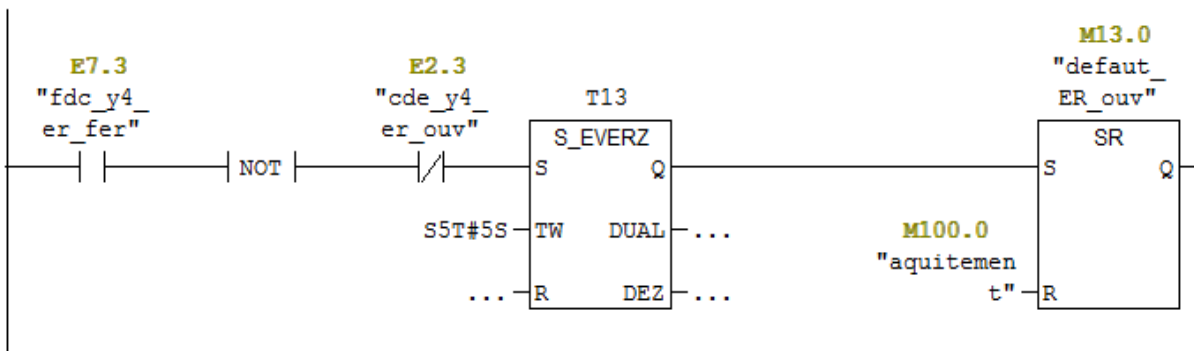 M13.0
E7.3
E2.3
"defaut_
"fdc_y4_
"cde_y4_
T13
ER_ouv"
er_fer"
er_ouv"
S_EVERZ
SR
NOT
S
Q
S
Q
S5T#5S
TW
DUAL
...
M100.0
"aquitemen
...
R
DEZ
...
t"
R